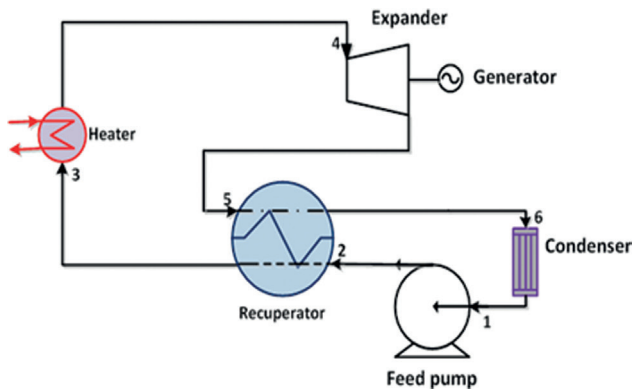 Expander
4
Generator
Heater
3
5
6
Condenser
2
Recuperator
1
Feed pump